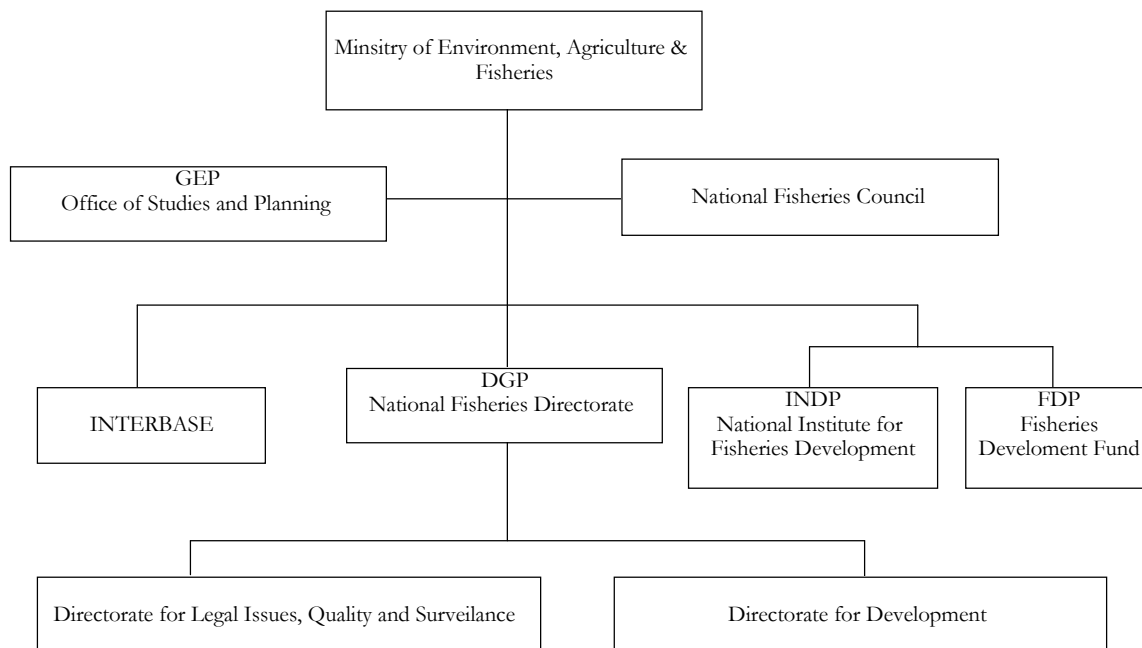 Minsitry of Environment, Agriculture &
Fisheries
GEP
Office of Studies and Planning
National Fisheries Council
INTERBASE
DGP
National Fisheries Directorate
INDP
National Institute for
Fisheries Development
FDP
Fisheries
Develoment Fund
Directorate for Legal Issues, Quality and Surveilance
Directorate for Development